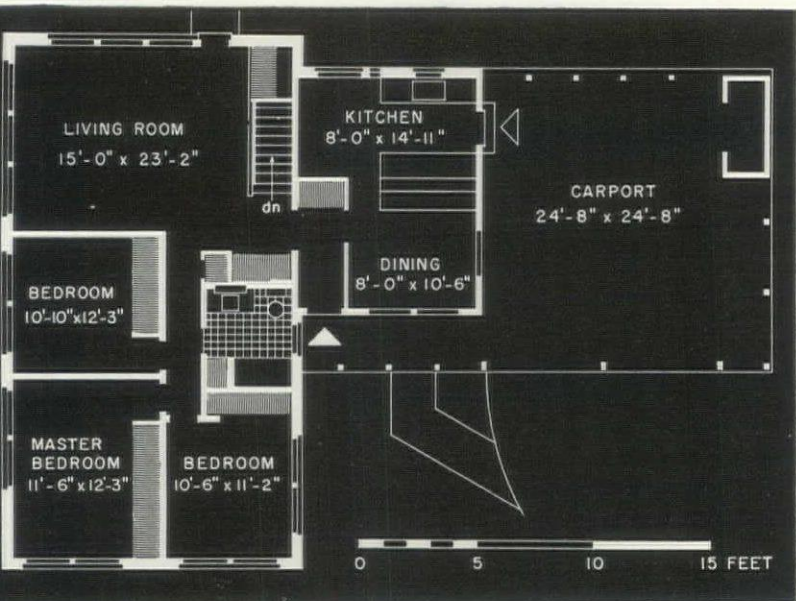 LIVING ROOM
15'-0" x 23'-2"
dn
KITCHEN
8'-0" x 14'-11"
CARPORT
24'-8" x 24'-8"
DINING
8'-0" x 10'-6"
BEDROOM
10'-10" x 12'-3"
MASTER
BEDROOM
11'-6" x 12'-3"
BEDROOM
10'-6" x 11'-2"
0 5 10 15 FEET